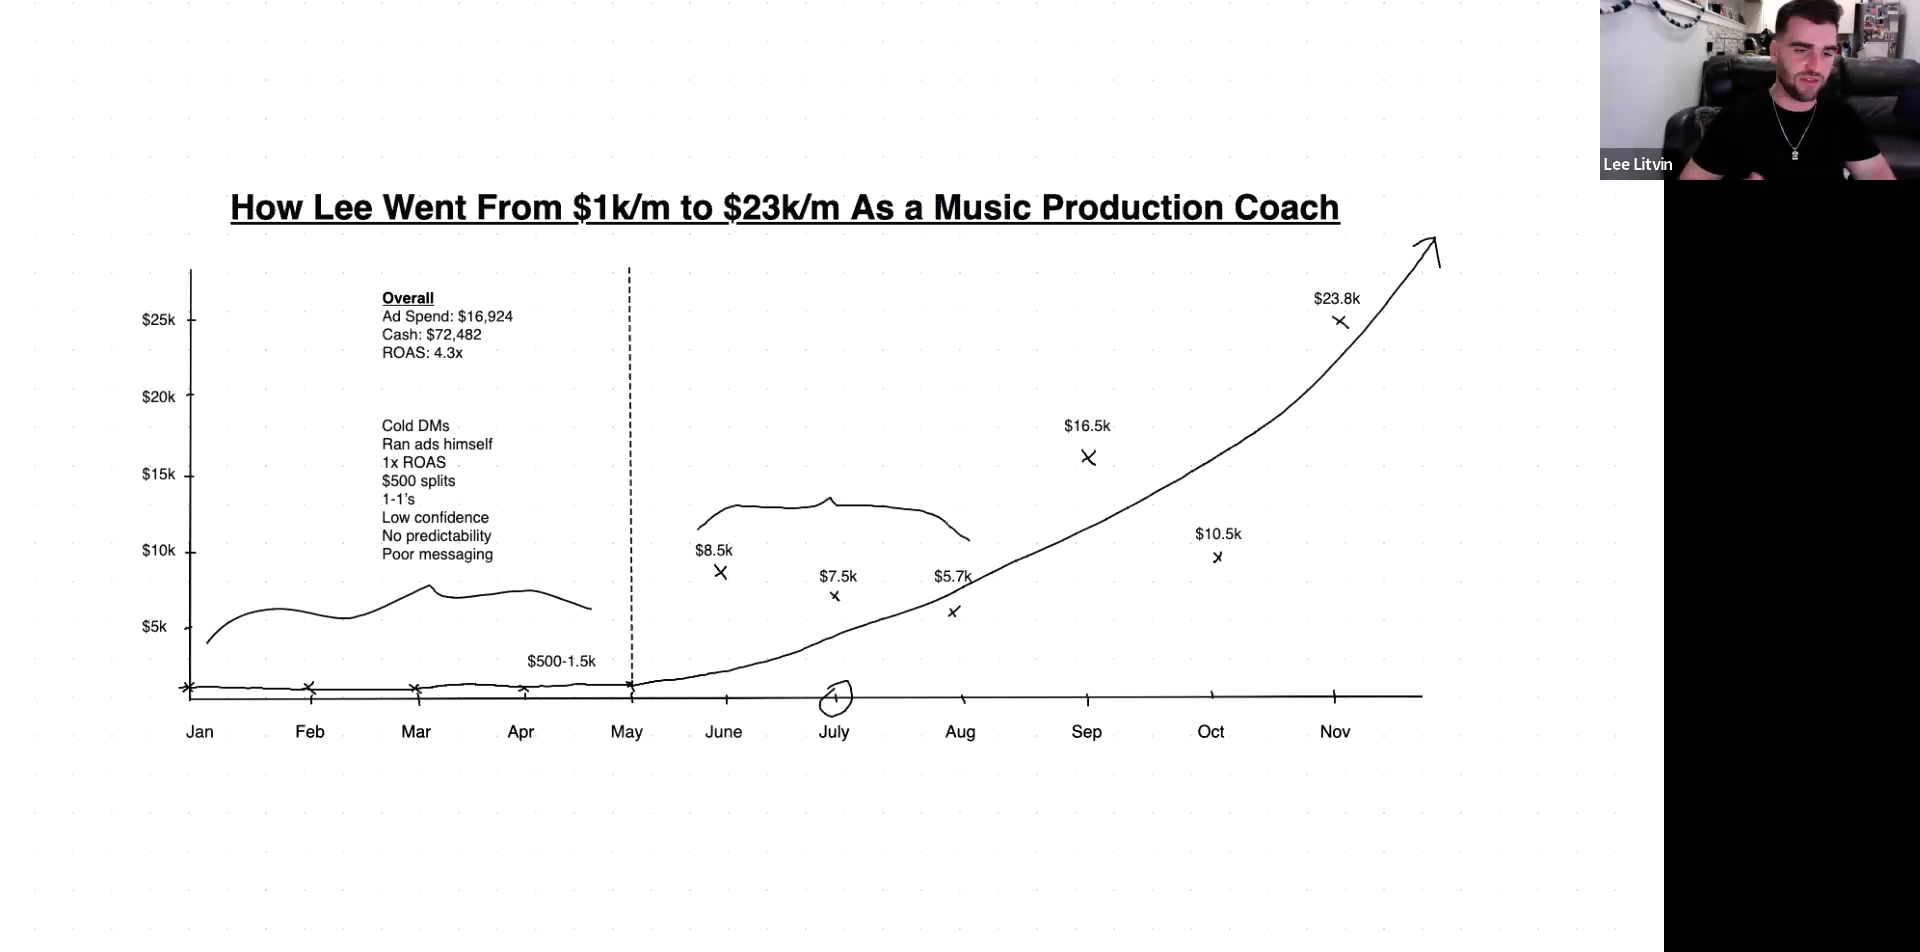 Lee Litvin
How Lee Went From $1k/m to $23k/m As a Music Production Coach
Overall
Ad Spend: $16,924
Cash: $72,482
ROAS: 4.3x
Cold DMs
Ran ads himself
1x ROAS
$500 splits
1-1's
Low confidence
No predictability
Poor messaging
$25k
$20k
$15k
$10k
$5k
$500-1.5k
$8.5k
$7.5k
$5.7k
$16.5k
$10.5k
$23.8k
Jan
Feb
Mar
Apr
May
June
July
Aug
Sep
Oct
Nov